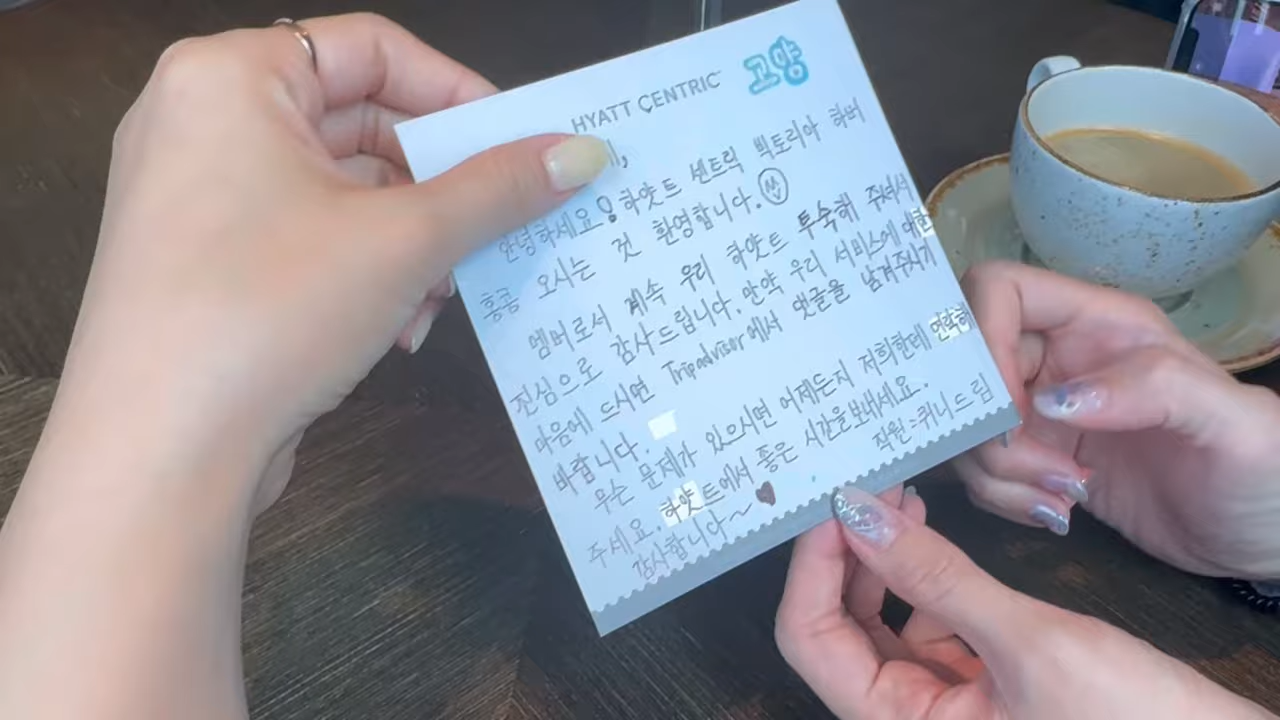 HYATT CENTRIC
고양
안녕하세요! 하얏트 센트릭 빅토리아 하버
홍콩 오시는 것 환영합니다.
멤버로서 계속 우리 하얏트 투숙해 주셔서
진심으로 감사드립니다. 만약 우리 서비스에 대한
마음에 드시면 Tripadvisor에서 댓글을 남겨주시기
바랍니다.
무슨 문제가 있으시면 어제든지 저희한테 연락해
주세요. 하얏트에서 좋은 시간을 보내세요.
감사합니다~
직원:퀴니드림